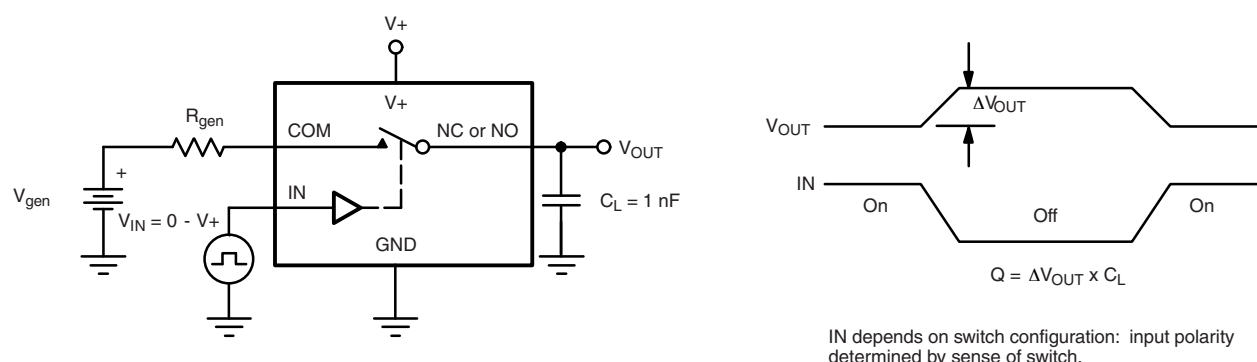 V+
V+
Rgen
COM
NC or NO
VOUT
+
Vgen
IN
VIN = 0 - V+
CL = 1 nF
GND
ΔVOUT
VOUT
IN
On
Off
On
Q = ΔVOUT x CL
IN depends on switch configuration: input polarity
determined by sense of switch.